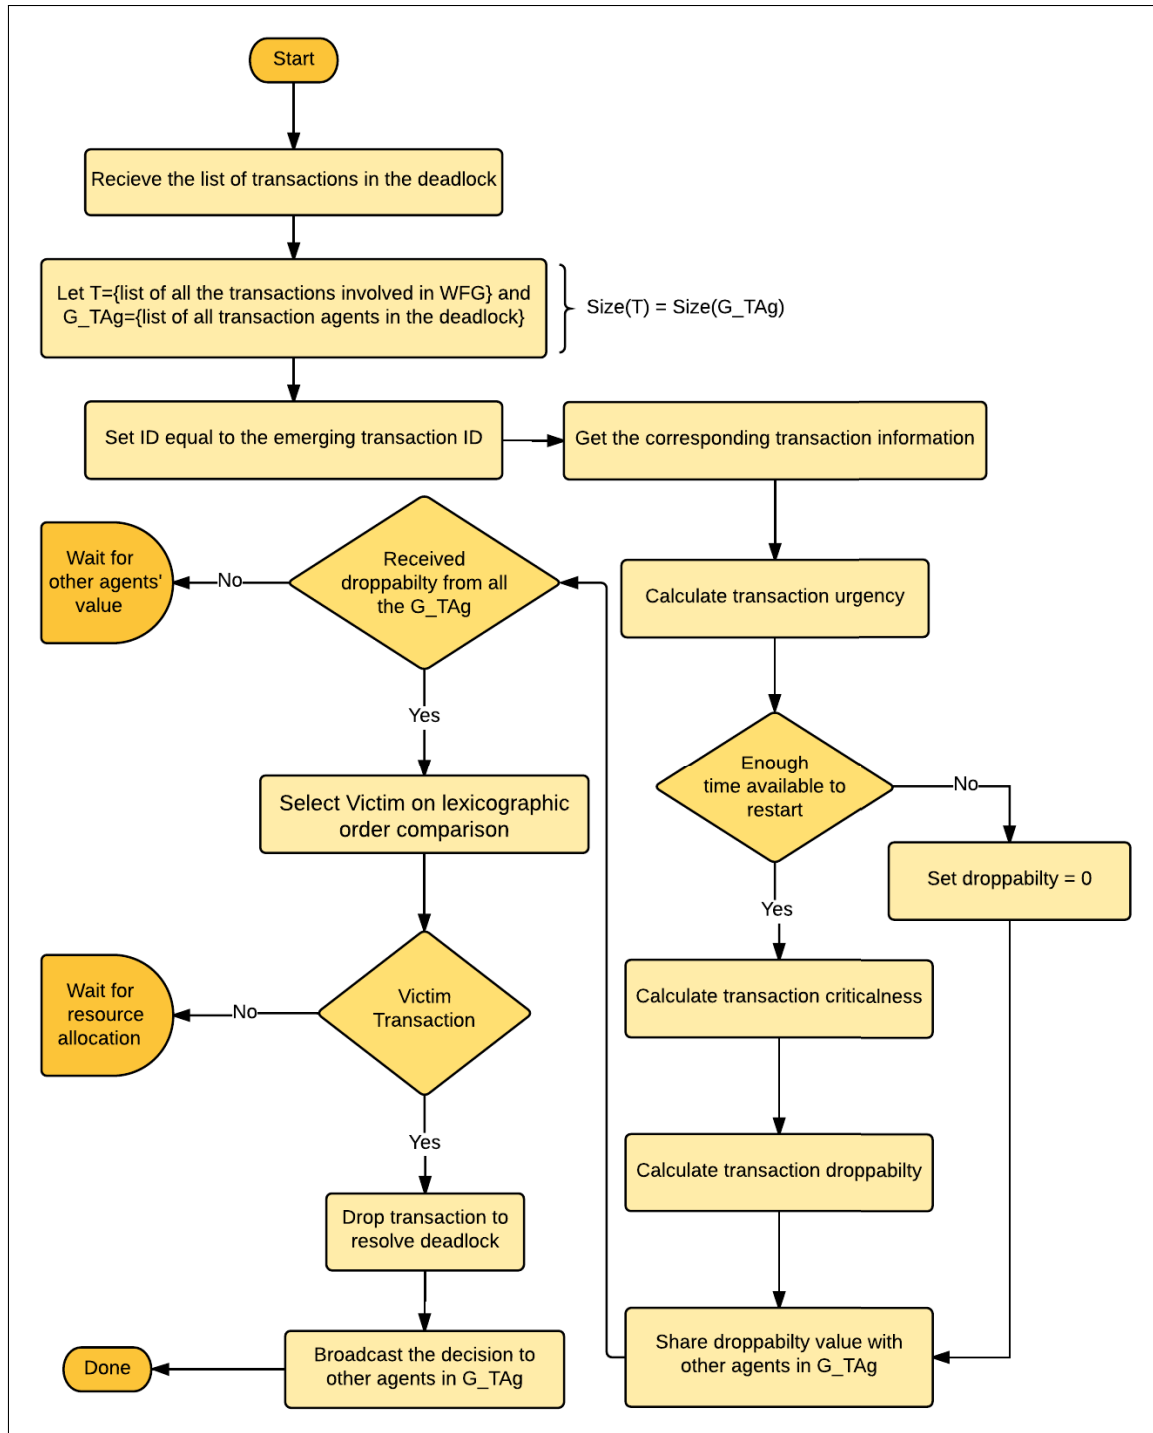 Start
Recieve the list of transactions in the deadlock
Let T={list of all the transactions involved in WFG} and
G_TAg={list of all transaction agents in the deadlock}
Size(T) = Size(G_TAg)
Set ID equal to the emerging transaction ID
Get the corresponding transaction information
Wait for
other agents'
value
No
Received
droppabilty from all
the G_TAg
Calculate transaction urgency
Yes
Enough
time available to
restart
No
Select Victim on lexicographic
order comparison
Set droppabilty = 0
Yes
Wait for
resource
allocation
No
Victim
Transaction
Calculate transaction criticalness
Yes
Calculate transaction droppabilty
Drop transaction to
resolve deadlock
Share droppabilty value with
other agents in G_TAg
Broadcast the decision to
other agents in G_TAg
Done